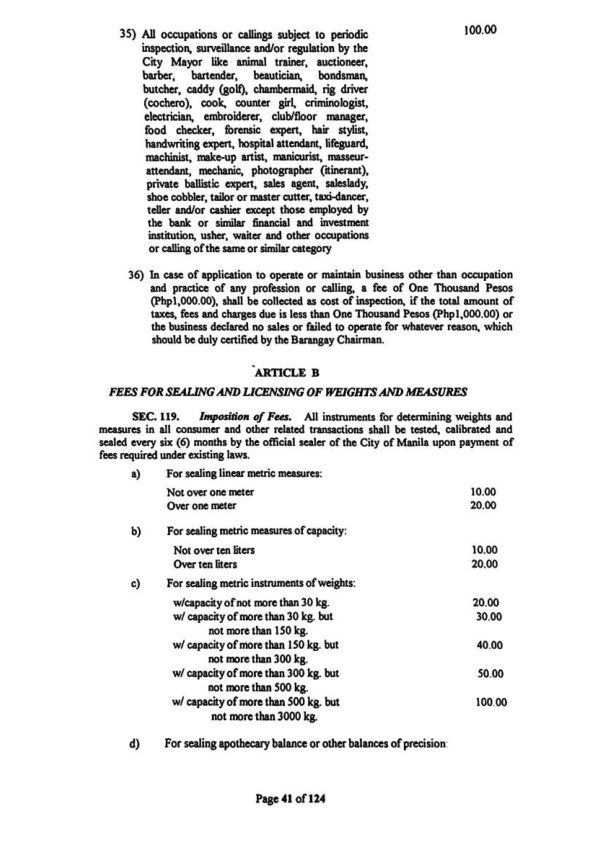 35) All occupations or callings subject to periodic 100.00
inspection, surveillance and/or regulation by the
City Mayor like animal trainer, auctioneer,
barber, bartender, beautician, bondsman,
butcher, caddy (golf), chambermaid, rig driver
(cochero), cook, counter girl, criminologist,
electrician, embroiderer, club/floor manager,
food checker, forensic expert, hair stylist,
handwriting expert, hospital attendant, lifeguard,
machinist, make-up artist, manicurist, masseur-
attendant, mechanic, photographer (itinerant),
private ballistic expert, sales agent, saleslady,
shoe cobbler, tailor or master cutter, taxi-dancer,
teller and/or cashier except those employed by
the bank or similar financial and investment
institution, usher, waiter and other occupations
or calling of the same or similar category
36) In case of application to operate or maintain business other than occupation
and practice of any profession or calling, a fee of One Thousand Pesos
(Php1,000.00), shall be collected as cost of inspection, if the total amount of
taxes, fees and charges due is less than One Thousand Pesos (Php1,000.00) or
the business declared no sales or failed to operate for whatever reason, which
should be duly certified by the Barangay Chairman.
ARTICLE B
FEES FOR SEALING AND LICENSING OF WEIGHTS AND MEASURES
SEC. 119. Imposition of Fees. All instruments for determining weights and
measures in all consumer and other related transactions shall be tested, calibrated and
sealed every six (6) months by the official sealer of the City of Manila upon payment of
fees required under existing laws.
a) For sealing linear metric measures:
Not over one meter 10.00
Over one meter 20.00
b) For sealing metric measures of capacity:
Not over ten liters 10.00
Over ten liters 20.00
c) For sealing metric instruments of weights:
w/capacity of not more than 30 kg. 20.00
w/ capacity of more than 30 kg. but 30.00
not more than 150 kg.
w/ capacity of more than 150 kg. but 40.00
not more than 300 kg.
w/ capacity of more than 300 kg. but 50.00
not more than 500 kg.
w/ capacity of more than 500 kg. but 100.00
not more than 3000 kg.
d) For sealing apothecary balance or other balances of precision:
Page 41 of 124